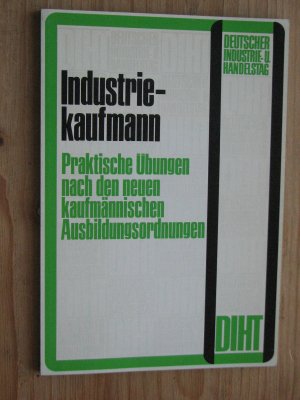 DEUTSCHER
INDUSTRIE- U.
HANDELSTAG
Industrie-
kaufmann
Praktische Übungen
nach den neuen
kaufmännischen
Ausbildungsordnungen
DIHT